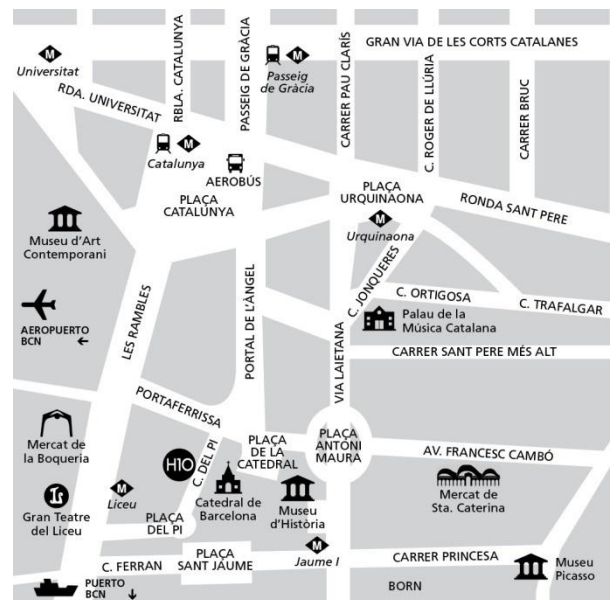 GRAN VIA DE LES CORTS CATALANES
Universitat
M
RDA. UNIVERSITAT
RBLA. CATALUNYA
PASSEIG DE GRÀCIA
M
Passeig
de Gràcia
CARRER PAU CLARÍS
C. ROGER DE LLÚRIA
CARRER BRUC
M
Catalunya
AEROBÚS
PLAÇA
CATALUNYA
PLAÇA
URQUINAONA
M
Urquinaona
RONDA SANT PERE
Museu d'Art
Contemporani
AEROPUERTO
BCN ←
LES RAMBLES
PORTAL DE L'ÀNGEL
VIA LAIETANA
C. JONQUERES
C. ORTIGOSA
C. TRAFALGAR
Palau de la
Música Catalana
CARRER SANT PERE MÉS ALT
PORTAFERRISSA
Mercat de
la Boqueria
H10
C. DEL PI
PLAÇA
DE LA
CATEDRAL
PLAÇA
ANTONI
MAURA
AV. FRANCESC CAMBÓ
Mercat de
Sta. Caterina
Gran Teatre
del Liceu
M
Liceu
Catedral de
Barcelona
Museu
d'Història
PLAÇA
DEL PI
C. FERRAN
PLAÇA
SANT JAUME
M
Jaume I
CARRER PRINCESA
Museu
Picasso
PUERTO
BCN ↓
BORN